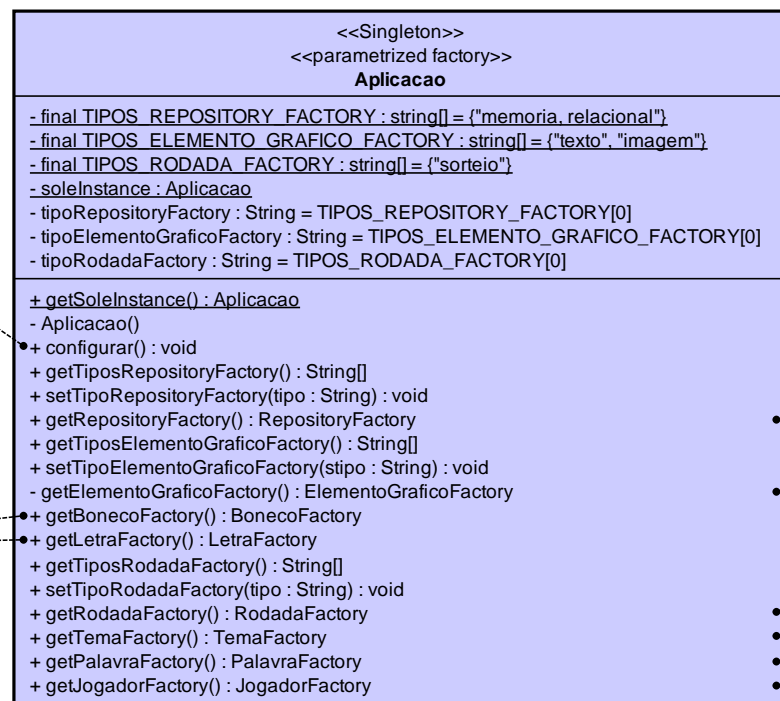 <<Singleton>>
<<parametrized factory>>
Aplicacao
- final TIPOS_REPOSITORY_FACTORY : string[] = {"memoria, relacional"}
- final TIPOS_ELEMENTO_GRAFICO_FACTORY : string[] = {"texto", "imagem"}
- final TIPOS_RODADA_FACTORY : string[] = {"sorteio"}
- soleInstance : Aplicacao
- tipoRepositoryFactory : String = TIPOS_REPOSITORY_FACTORY[0]
- tipoElementoGraficoFactory : String = TIPOS_ELEMENTO_GRAFICO_FACTORY[0]
- tipoRodadaFactory : String = TIPOS_RODADA_FACTORY[0]
+ getSoleInstance() : Aplicacao
- Aplicacao()
+ configurar() : void
+ getTiposRepositoryFactory() : String[]
+ setTipoRepositoryFactory(tipo : String) : void
+ getRepositoryFactory() : RepositoryFactory
+ getTiposElementoGraficoFactory() : String[]
+ setTipoElementoGraficoFactory(stipo : String) : void
- getElementoGraficoFactory() : ElementoGraficoFactory
+ getBonecoFactory() : BonecoFactory
+ getLetraFactory() : LetraFactory
+ getTiposRodadaFactory() : String[]
+ setTipoRodadaFactory(tipo : String) : void
+ getRodadaFactory() : RodadaFactory
+ getTemaFactory() : TemaFactory
+ getPalavraFactory() : PalavraFactory
+ getJogadorFactory() : JogadorFactory